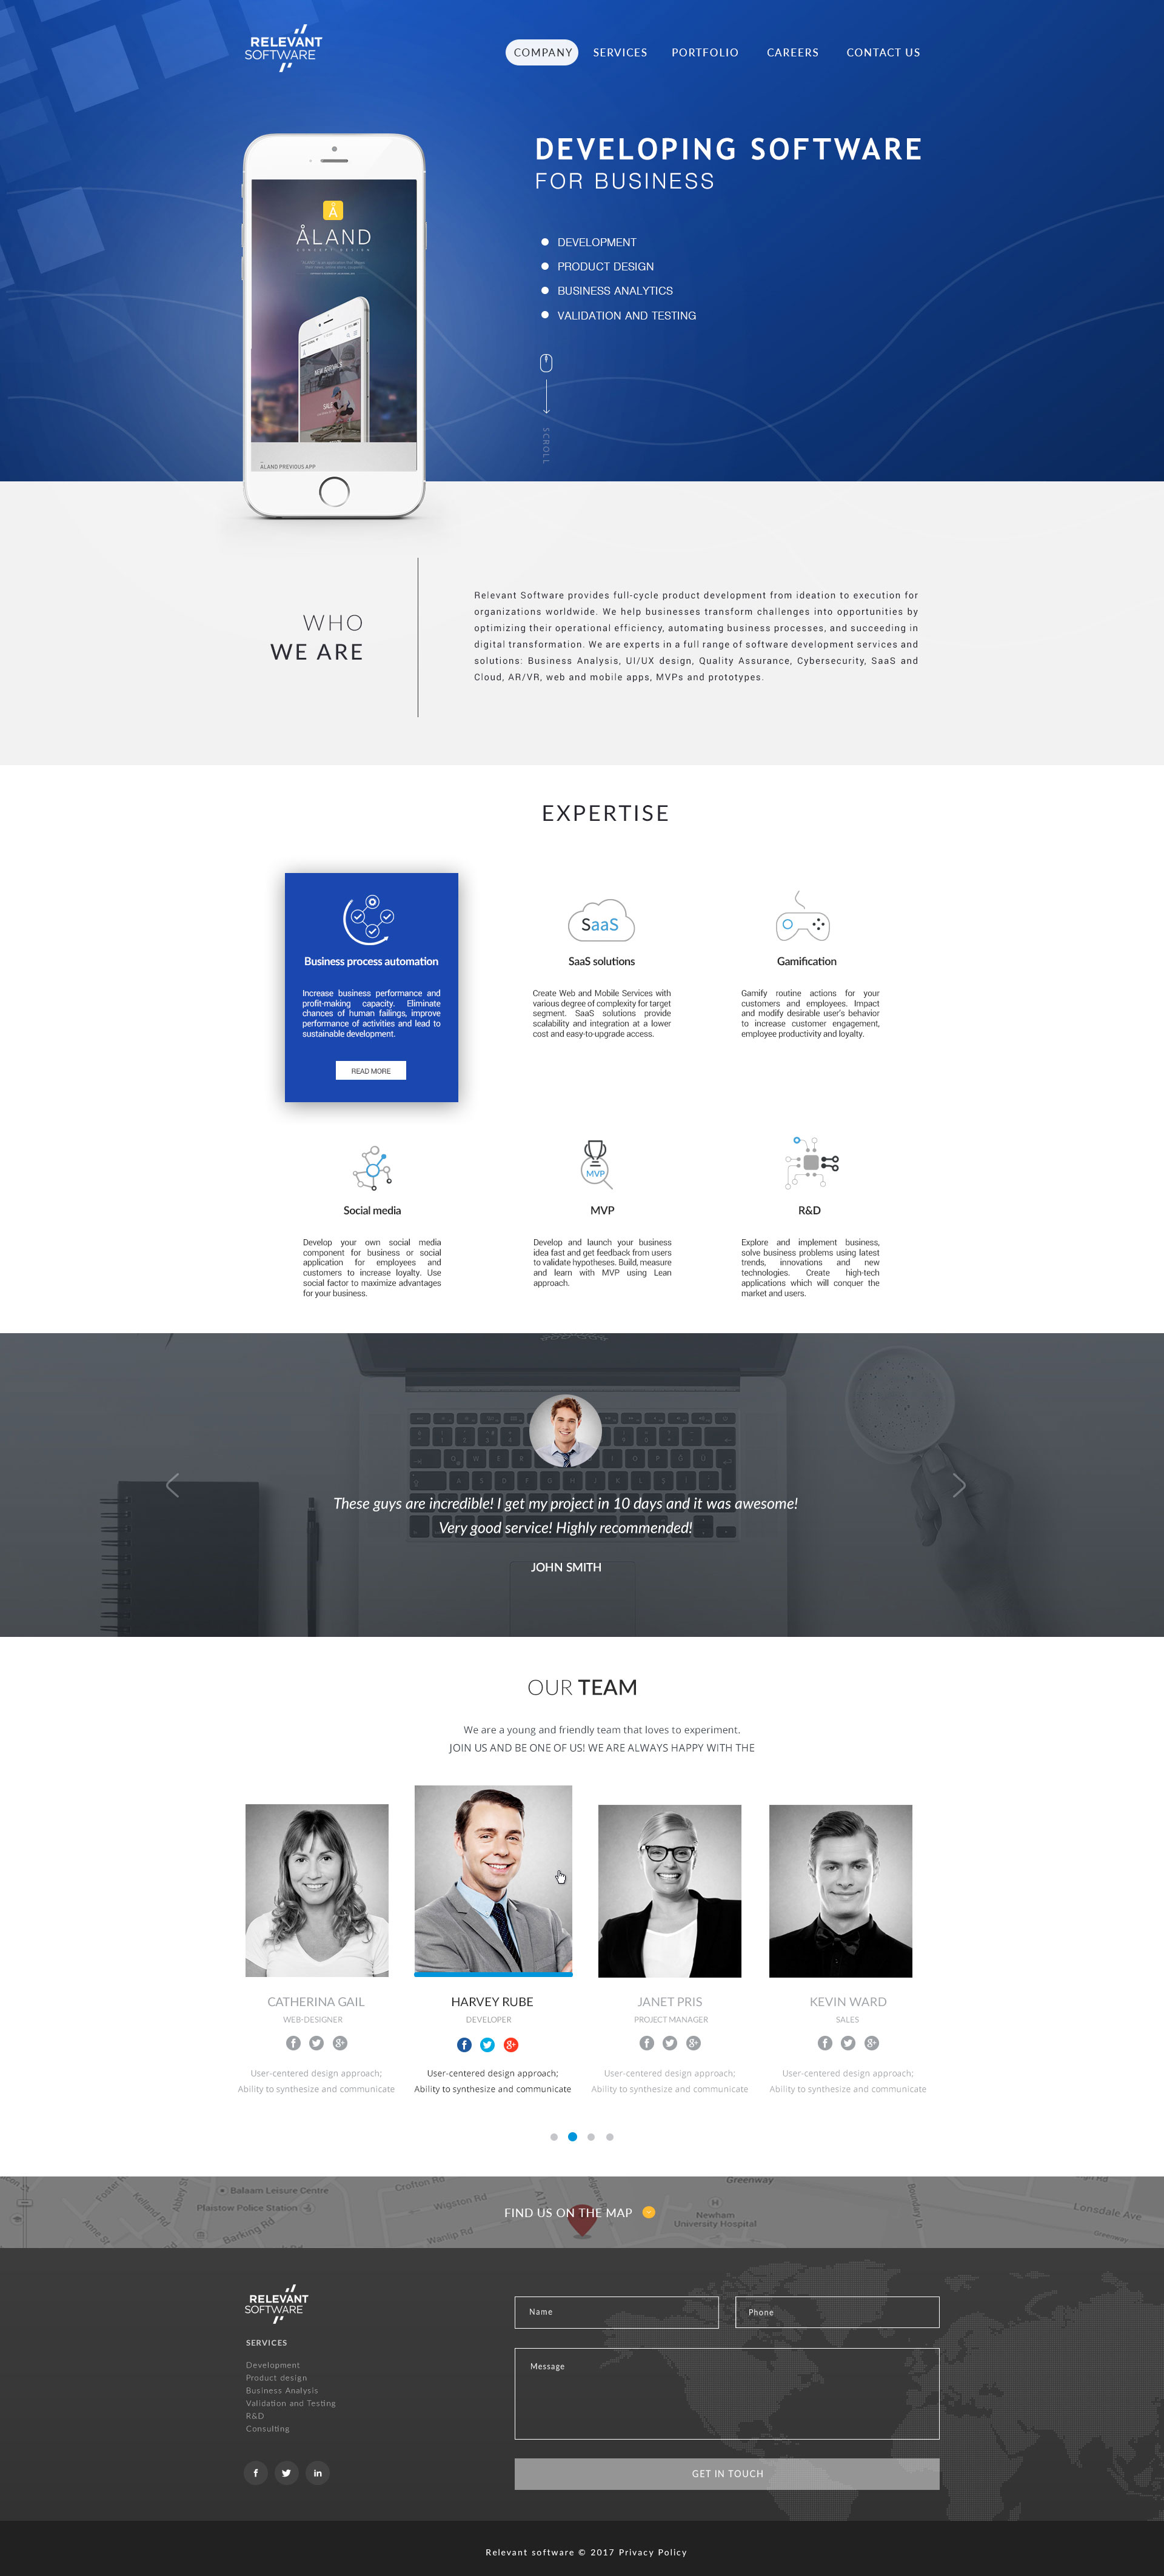 RELEVANT
SOFTWARE
COMPANY SERVICES PORTFOLIO CAREERS CONTACT US
DEVELOPING SOFTWARE
FOR BUSINESS
Å
ÅLAND
CONCEPT DESIGN
NEW ARRIVALS
SALE
ÅLAND PREVIOUS APP
DEVELOPMENT
PRODUCT DESIGN
BUSINESS ANALYTICS
VALIDATION AND TESTING
SCROLL
WHO
WE ARE
Relevant Software provides full-cycle product development from ideation to execution for
organizations worldwide. We help businesses transform challenges into opportunities by
optimizing their operational efficiency, automating business processes, and succeeding in
digital transformation. We are experts in a full range of software development services and
solutions: Business Analysis, UI/UX design, Quality Assurance, Cybersecurity, SaaS and
Cloud, AR/VR, web and mobile apps, MVPs and prototypes.
EXPERTISE
Business process automation
Increase business performance and
profit-making capacity. Eliminate
chances of human failings, improve
performance of activities and lead to
sustainable development.
READ MORE
SaaS
SaaS solutions
Create Web and Mobile Services with
various degree of complexity for target
segment. SaaS solutions provide
scalability and integration at a lower
cost and easy-to-upgrade access.
Gamification
Gamify routine actions for your
customers and employees. Impact
and modify desirable user's behavior
to increase customer engagement,
employee productivity and loyalty.
Social media
Develop your own social media
component for business or social
application for employees and
customers to increase loyalty. Use
social factor to maximize advantages
for your business.
MVP
MVP
Develop and launch your business
idea fast and get feedback from users
to validate hypotheses. Build, measure
and learn with MVP using Lean
approach.
R&D
Explore and implement business,
solve business problems using latest
trends, innovations and new
technologies. Create high-tech
applications which will conquer the
market and users.
These guys are incredible! I get my project in 10 days and it was awesome!
Very good service! Highly recommended!
JOHN SMITH
OUR TEAM
We are a young and friendly team that loves to experiment.
JOIN US AND BE ONE OF US! WE ARE ALWAYS HAPPY WITH THE
CATHERINA GAIL
WEB-DESIGNER
User-centered design approach;
Ability to synthesize and communicate
HARVEY RUBE
DEVELOPER
User-centered design approach;
Ability to synthesize and communicate
JANET PRIS
PROJECT MANAGER
User-centered design approach;
Ability to synthesize and communicate
KEVIN WARD
SALES
User-centered design approach;
Ability to synthesize and communicate
Kelland Rd
Abbey St
Anne St
Balaam Leisure Centre
Plaistow Police Station
Barking Rd
Crofton Rd
Wigston Rd
Wanlip Rd
FIND US ON THE MAP
Greenway
Newham
University Hospital
Boundary Ln
Lonsdale Ave
Greenway
RELEVANT
SOFTWARE
SERVICES
Development
Product design
Business Analysis
Validation and Testing
R&D
Consulting
Name
Phone
Message
GET IN TOUCH
Relevant software © 2017 Privacy Policy